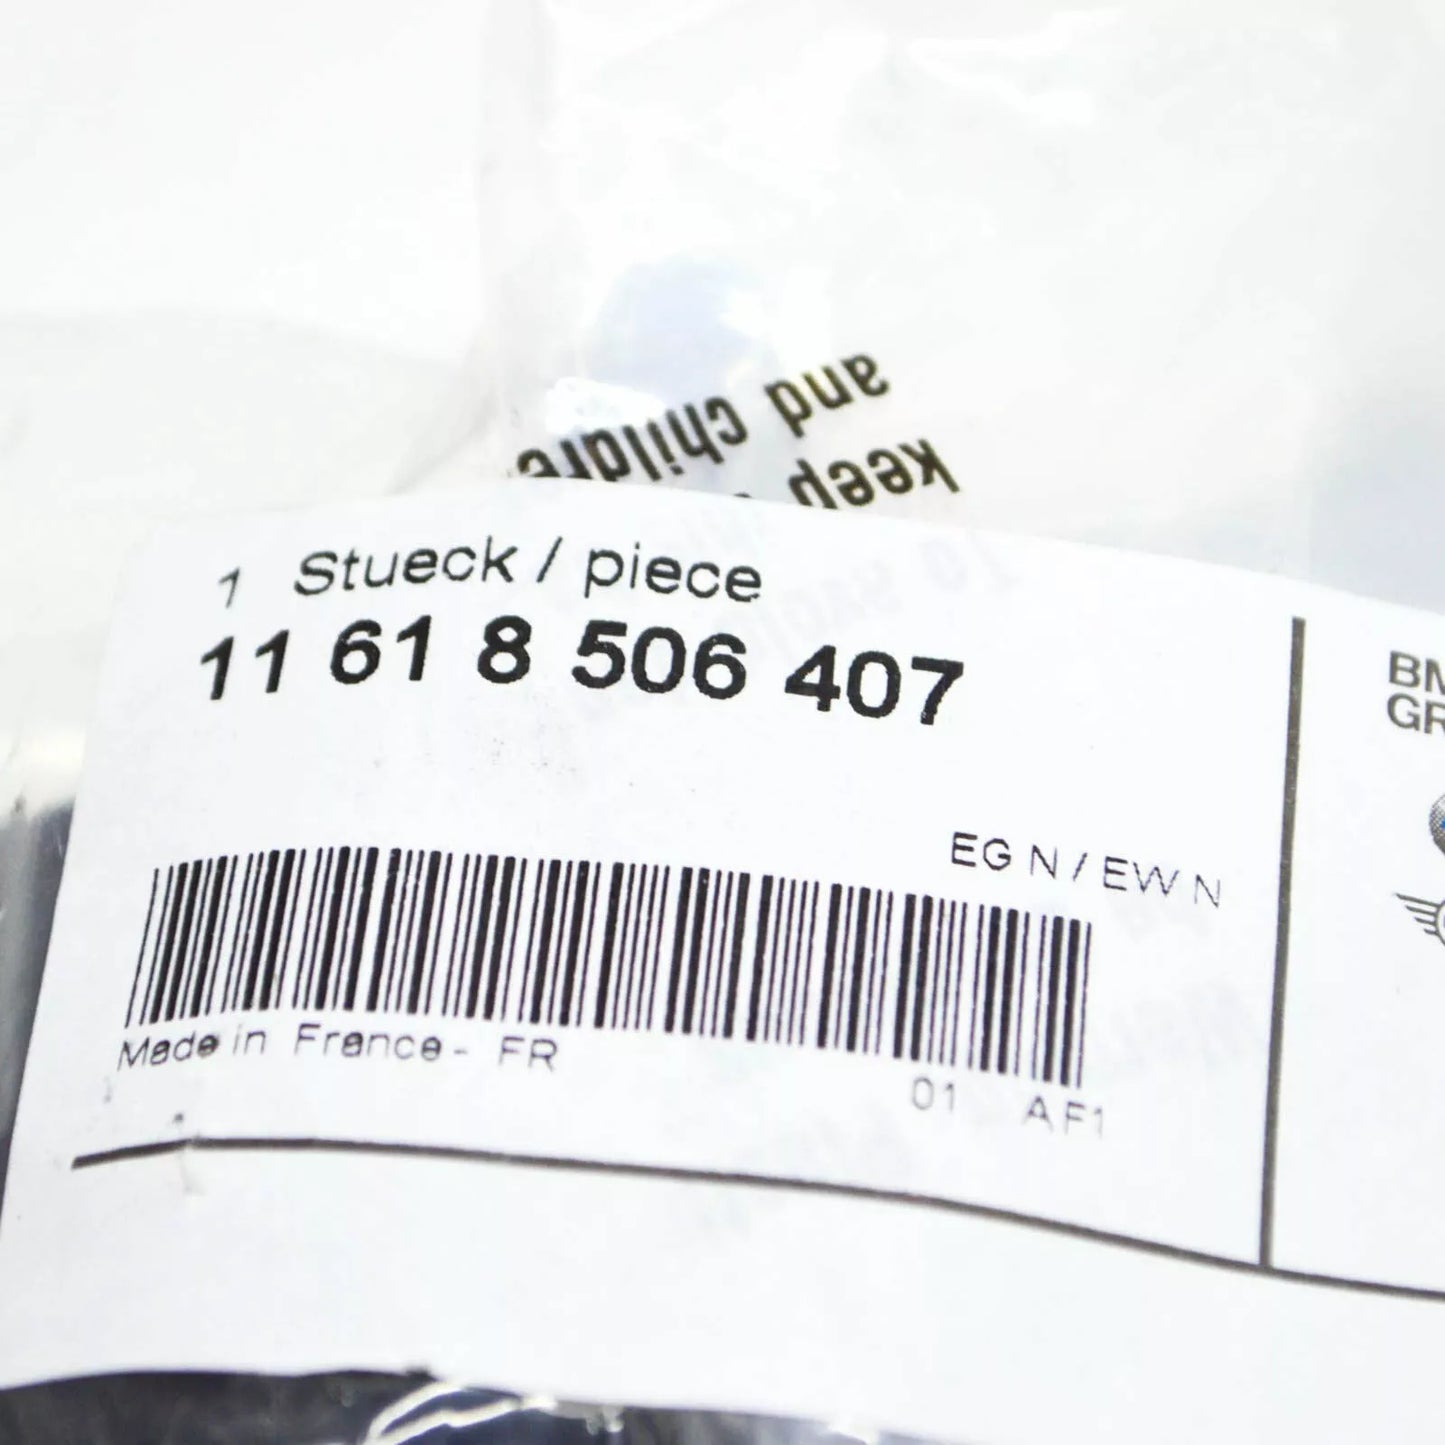 and childre
keep
1 Stueck / piece
11 61 8 506 407
EG N / EW N
Made in France - FR
01 AF1
BM
GR